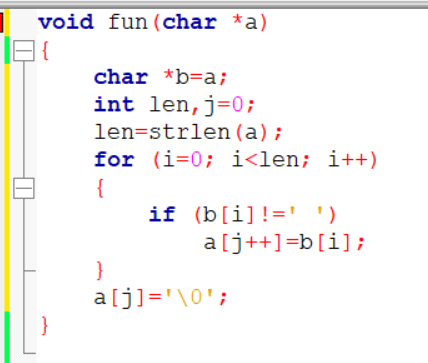 void fun(char *a)
{
    char *b=a;
    int len,j=0;
    len=strlen(a);
    for (i=0; i<len; i++)
    {
        if (b[i]!=' ')
            a[j++]=b[i];
    }
    a[j]='\0';
}